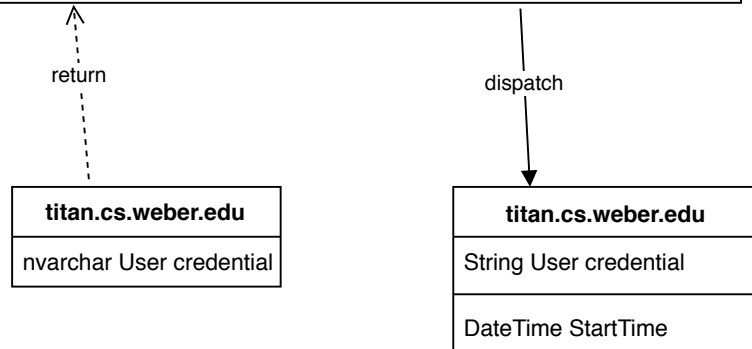 return
dispatch
titan.cs.weber.edu
nvarchar User credential
titan.cs.weber.edu
String User credential
DateTime StartTime